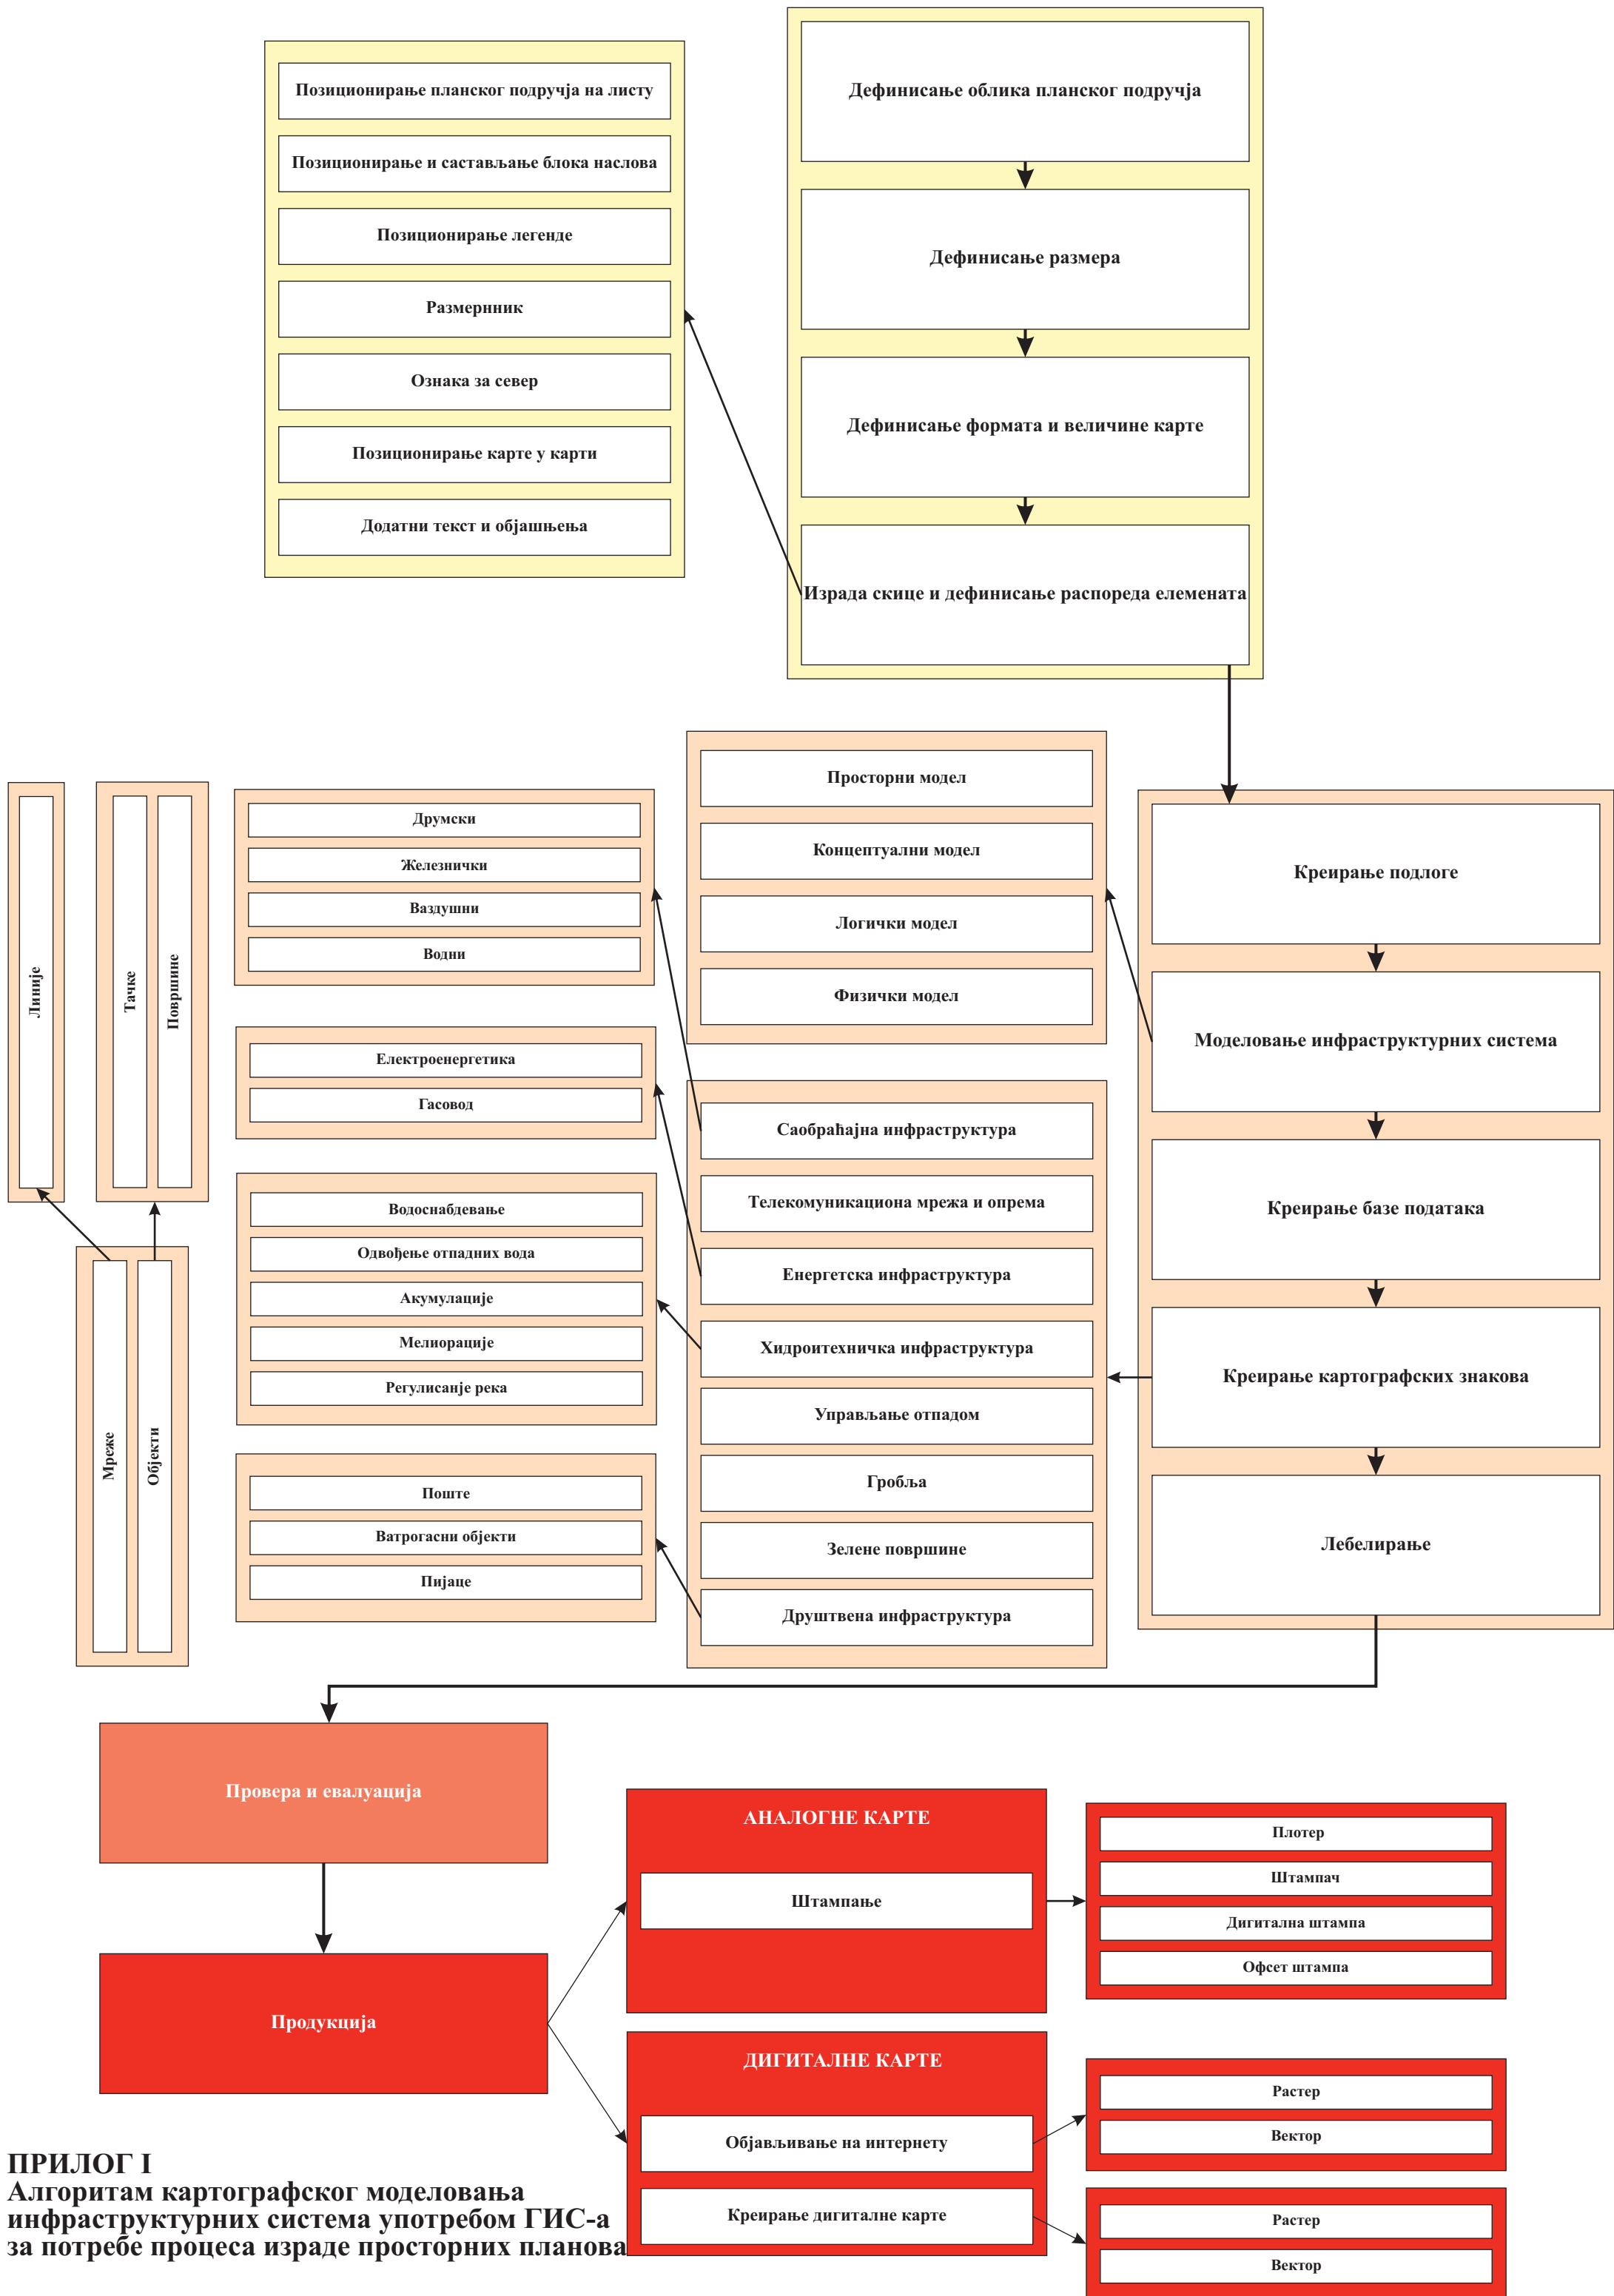 Дефинисање облика планског подручја
Дефинисање размера
Дефинисање формата и величине карте
Израда скице и дефинисање распореда елемената
Позиционирање планског подручја на листу
Позиционирање и састављање блока наслова
Позиционирање легенде
Размернник
Ознака за север
Позиционирање карте у карти
Додатни текст и објашњења
Креирање подлоге
Моделовање инфраструктурних система
Креирање базе података
Креирање картографских знакова
Лебелирање
Просторни модел
Концептуални модел
Логички модел
Физички модел
Саобраћајна инфраструктура
Телекомуникациона мрежа и опрема
Енергетска инфраструктура
Хидроитехничка инфраструктура
Управљање отпадом
Гробља
Зелене површине
Друштвена инфраструктура
Друмски
Железнички
Ваздушни
Водни
Електроенергетика
Гасовод
Водоснабдевање
Одвођење отпадних вода
Акумулације
Мелиорације
Регулисанје река
Поште
Ватрогасни објекти
Пијаце
Линије
Тачке
Површине
Мреже
Објекти
Провера и евалуација
Продукција
АНАЛОГНЕ КАРТЕ
Штампање
Плотер
Штампач
Дигитална штампа
Офсет штампа
ДИГИТАЛНЕ КАРТЕ
Објављивање на интернету
Креирање дигиталне карте
Растер
Вектор
Растер
Вектор
ПРИЛОГ I
Алгоритам картографског моделовања
инфраструктурних система употребом ГИС-а
за потребе процеса израде просторних планова